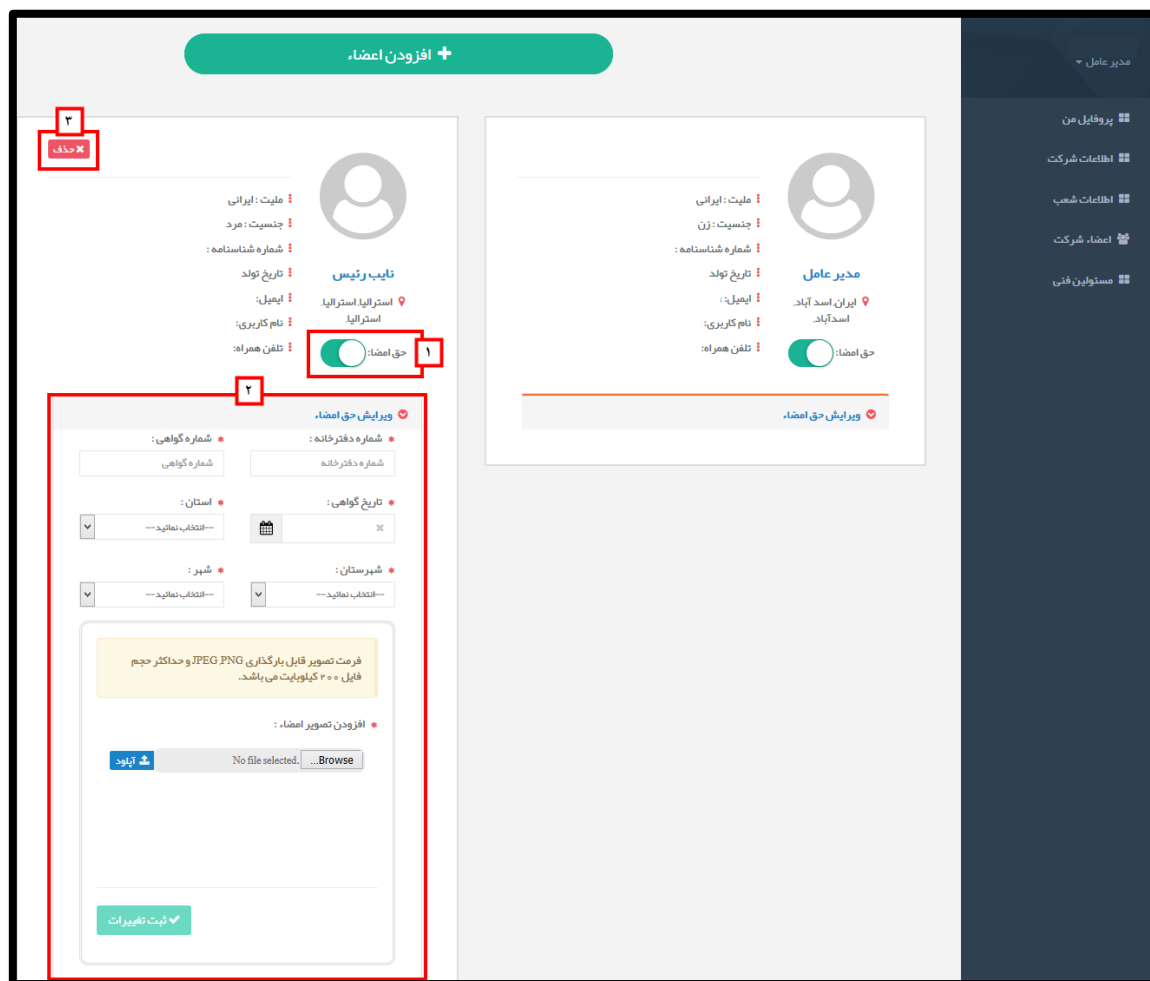 مدیر عامل
پروفایل من
اطلاعات شرکت
اطلاعات شعب
اعضاء شرکت
مسئولین فنی
افزودن اعضاء
ملیت : ایرانی
جنسیت : زن
شماره شناسنامه :
تاریخ تولد
ایمیل: :
نام کاربری:
تلفن همراه:
مدیر عامل
ایران, اسد آباد,
اسدآباد,
حق امضا:
ویرایش حق امضاء
۳
حذف
ملیت : ایرانی
جنسیت : مرد
شماره شناسنامه :
تاریخ تولد
ایمیل:
نام کاربری:
تلفن همراه:
نایب رئیس
استرالیا, استرالیا,
استرالیا,
حق امضا:
۱
۲
ویرایش حق امضاء
* شماره دفترخانه : * شماره گواهی :
شماره دفترخانه شماره گواهی
* تاریخ گواهی : * استان :
--انتخاب نمائید--
* شهرستان : * شهر :
--انتخاب نمائید-- --انتخاب نمائید--
فرمت تصویر قابل بارگذاری JPEG ,PNG و حداکثر حجم
فایل ۲۰۰ کیلوبایت می باشد.
* افزودن تصویر امضاء :
Browse... No file selected. آپلود
ثبت تغییرات